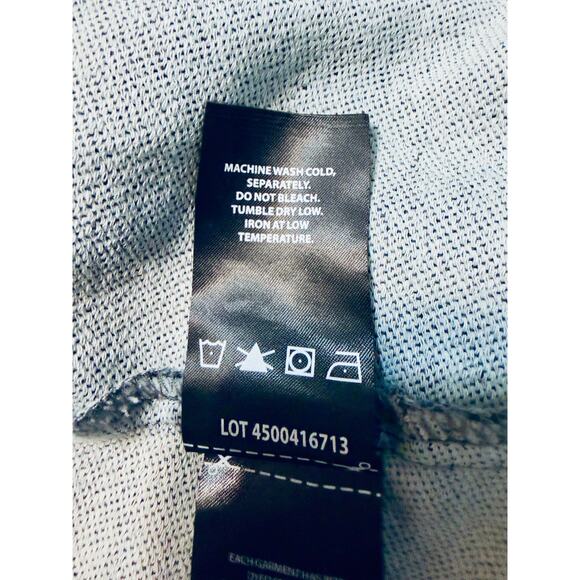 MACHINE WASH COLD,
SEPARATELY.
DO NOT BLEACH.
TUMBLE DRY LOW.
IRON AT LOW
TEMPERATURE.
LOT 4500416713
EACH GARMENT HAS